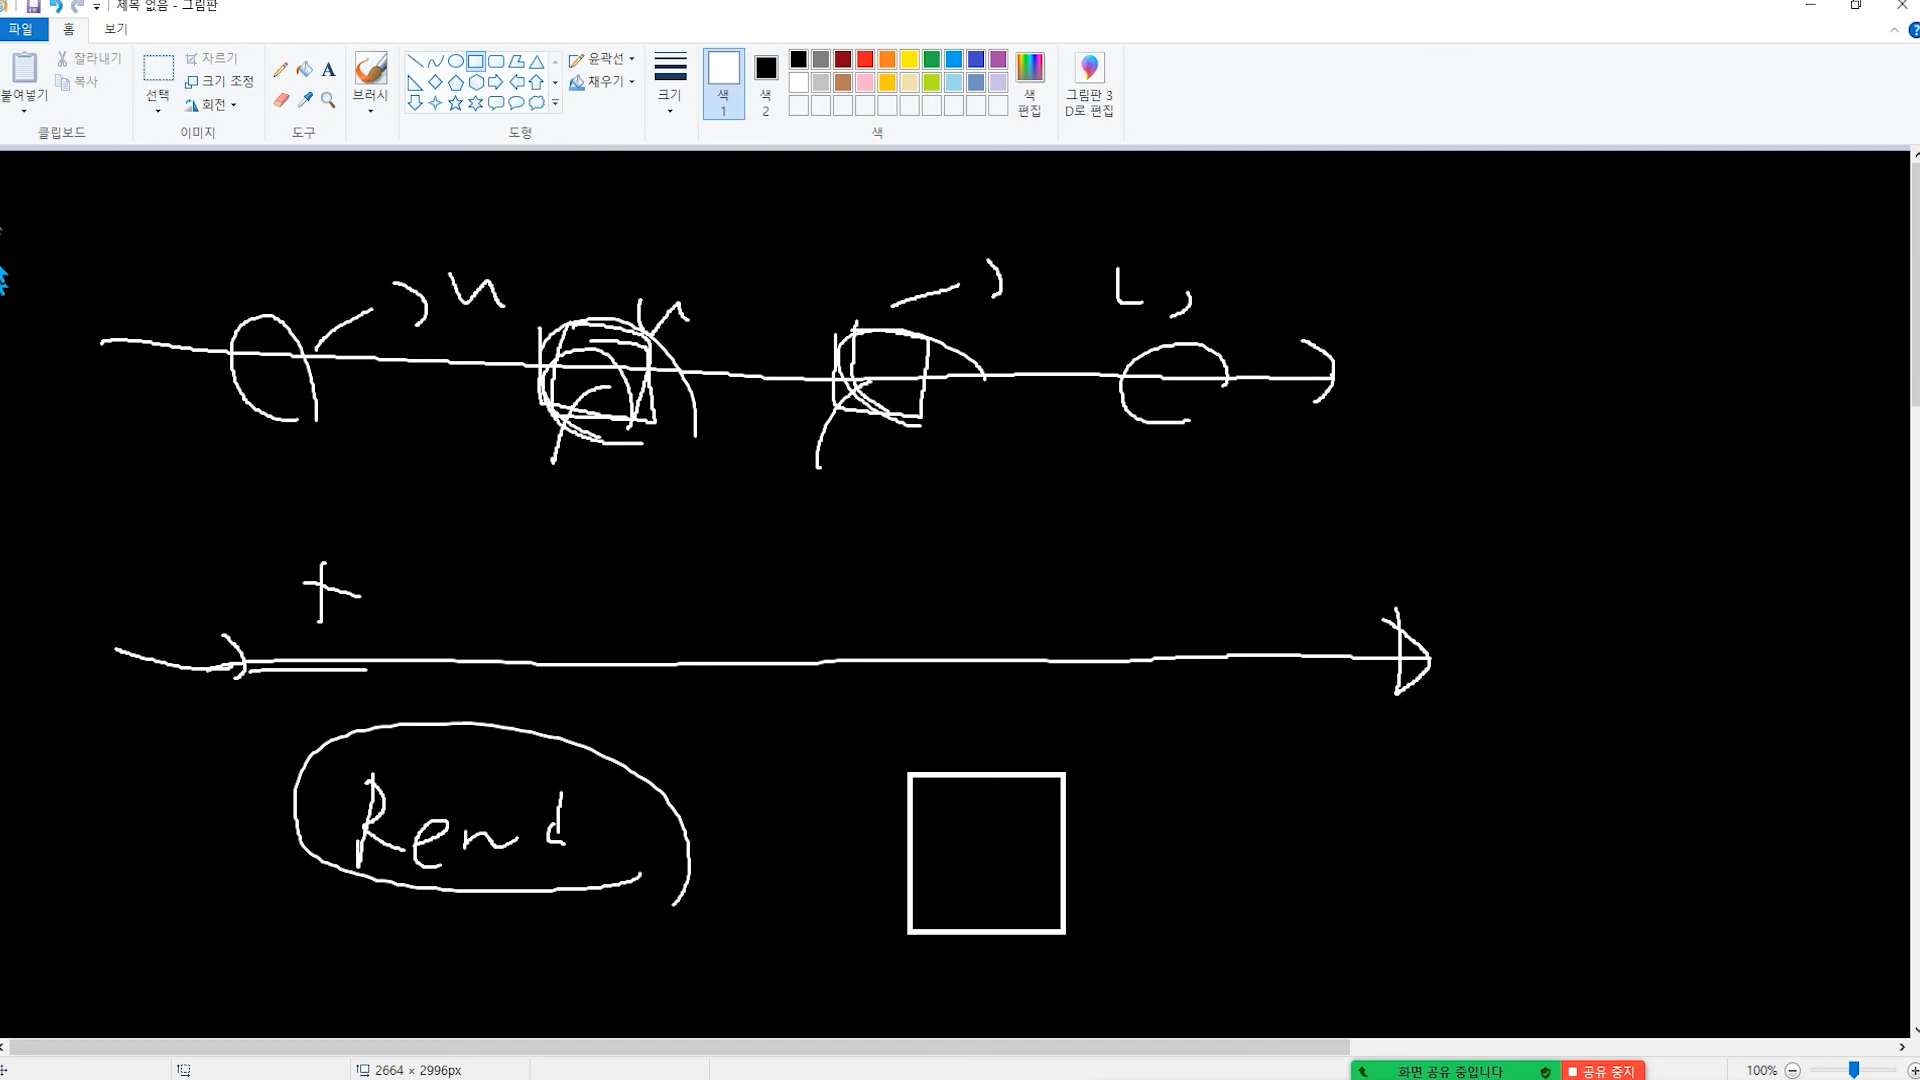 제목 없음 - 그림판
파일 홈 보기
붙여넣기
잘라내기
복사
클립보드
선택
자르기
크기 조정
회전
이미지
A
도구
브러시
윤곽선
채우기
도형
크기
색 1
색 2
색 편집
색
그림판 3 D로 편집
Rend
2664 × 2996px
화면 공유 중입니다
공유 중지
100%